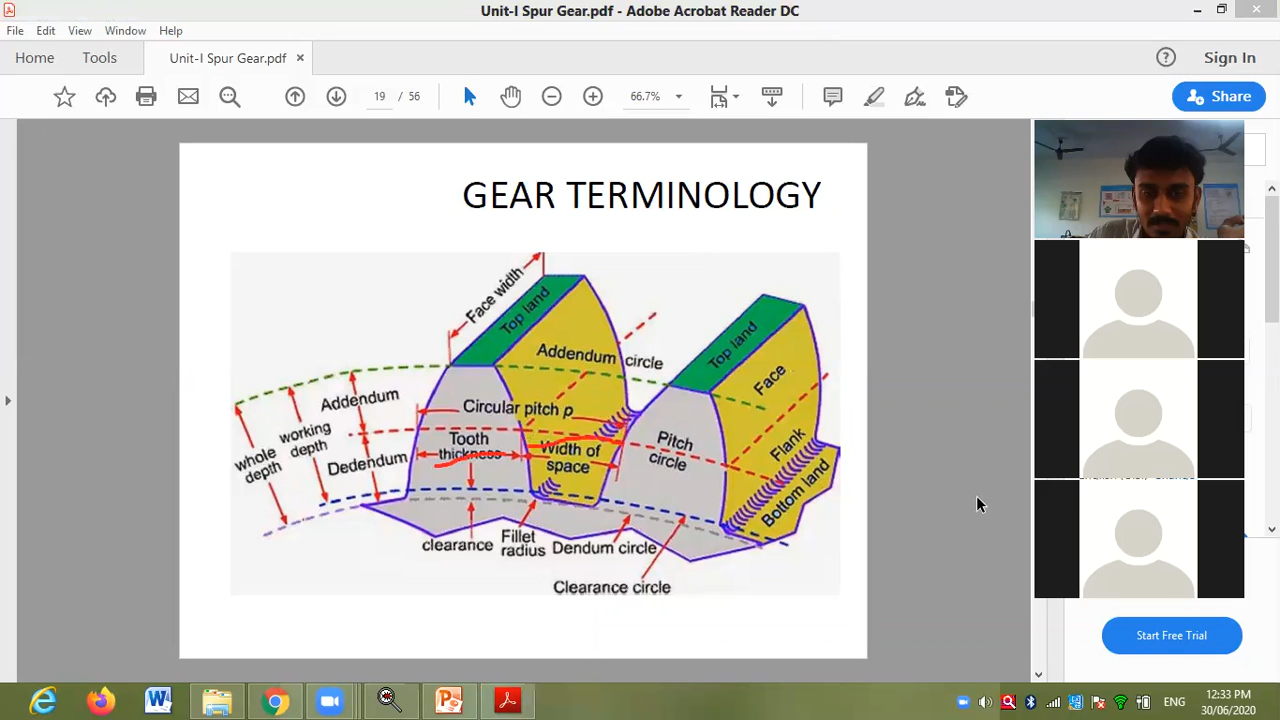 Unit-I Spur Gear.pdf - Adobe Acrobat Reader DC
File Edit View Window Help
Home Tools Unit-I Spur Gear.pdf × Sign In
19 / 56 66.7% Share
GEAR TERMINOLOGY
Face width
Top land
Top land
Addendum circle
Face
Addendum
Circular pitch p
working
depth
whole
depth
Dedendum
Tooth
thickness
Width of
space
Pitch
circle
Flank
Bottom land
clearance
Fillet
radius
Dendum circle
Clearance circle
Start Free Trial
ENG
12:33 PM
30/06/2020